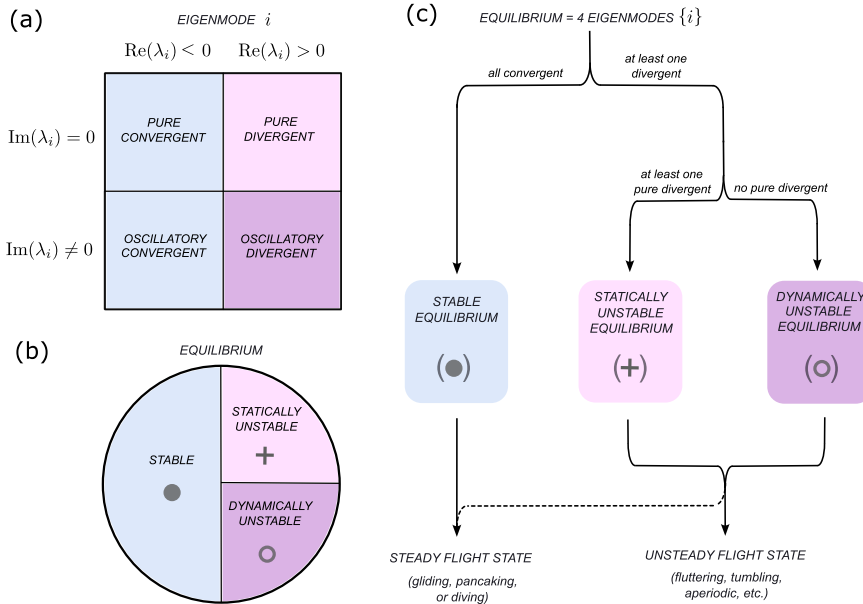 (a)
EIGENMODE i
Re(λi) < 0
Re(λi) > 0
Im(λi) = 0
PURE
CONVERGENT
PURE
DIVERGENT
Im(λi) ≠ 0
OSCILLATORY
CONVERGENT
OSCILLATORY
DIVERGENT
(b)
EQUILIBRIUM
STABLE
STATICALLY
UNSTABLE
+
DYNAMICALLY
UNSTABLE
(c)
EQUILIBRIUM = 4 EIGENMODES {i}
all convergent
at least one
divergent
at least one
pure divergent
no pure divergent
STABLE
EQUILIBRIUM
(●)
STATICALLY
UNSTABLE
EQUILIBRIUM
(+)
DYNAMICALLY
UNSTABLE
EQUILIBRIUM
(○)
STEADY FLIGHT STATE
(gliding, pancaking,
or diving)
UNSTEADY FLIGHT STATE
(fluttering, tumbling,
aperiodic, etc.)